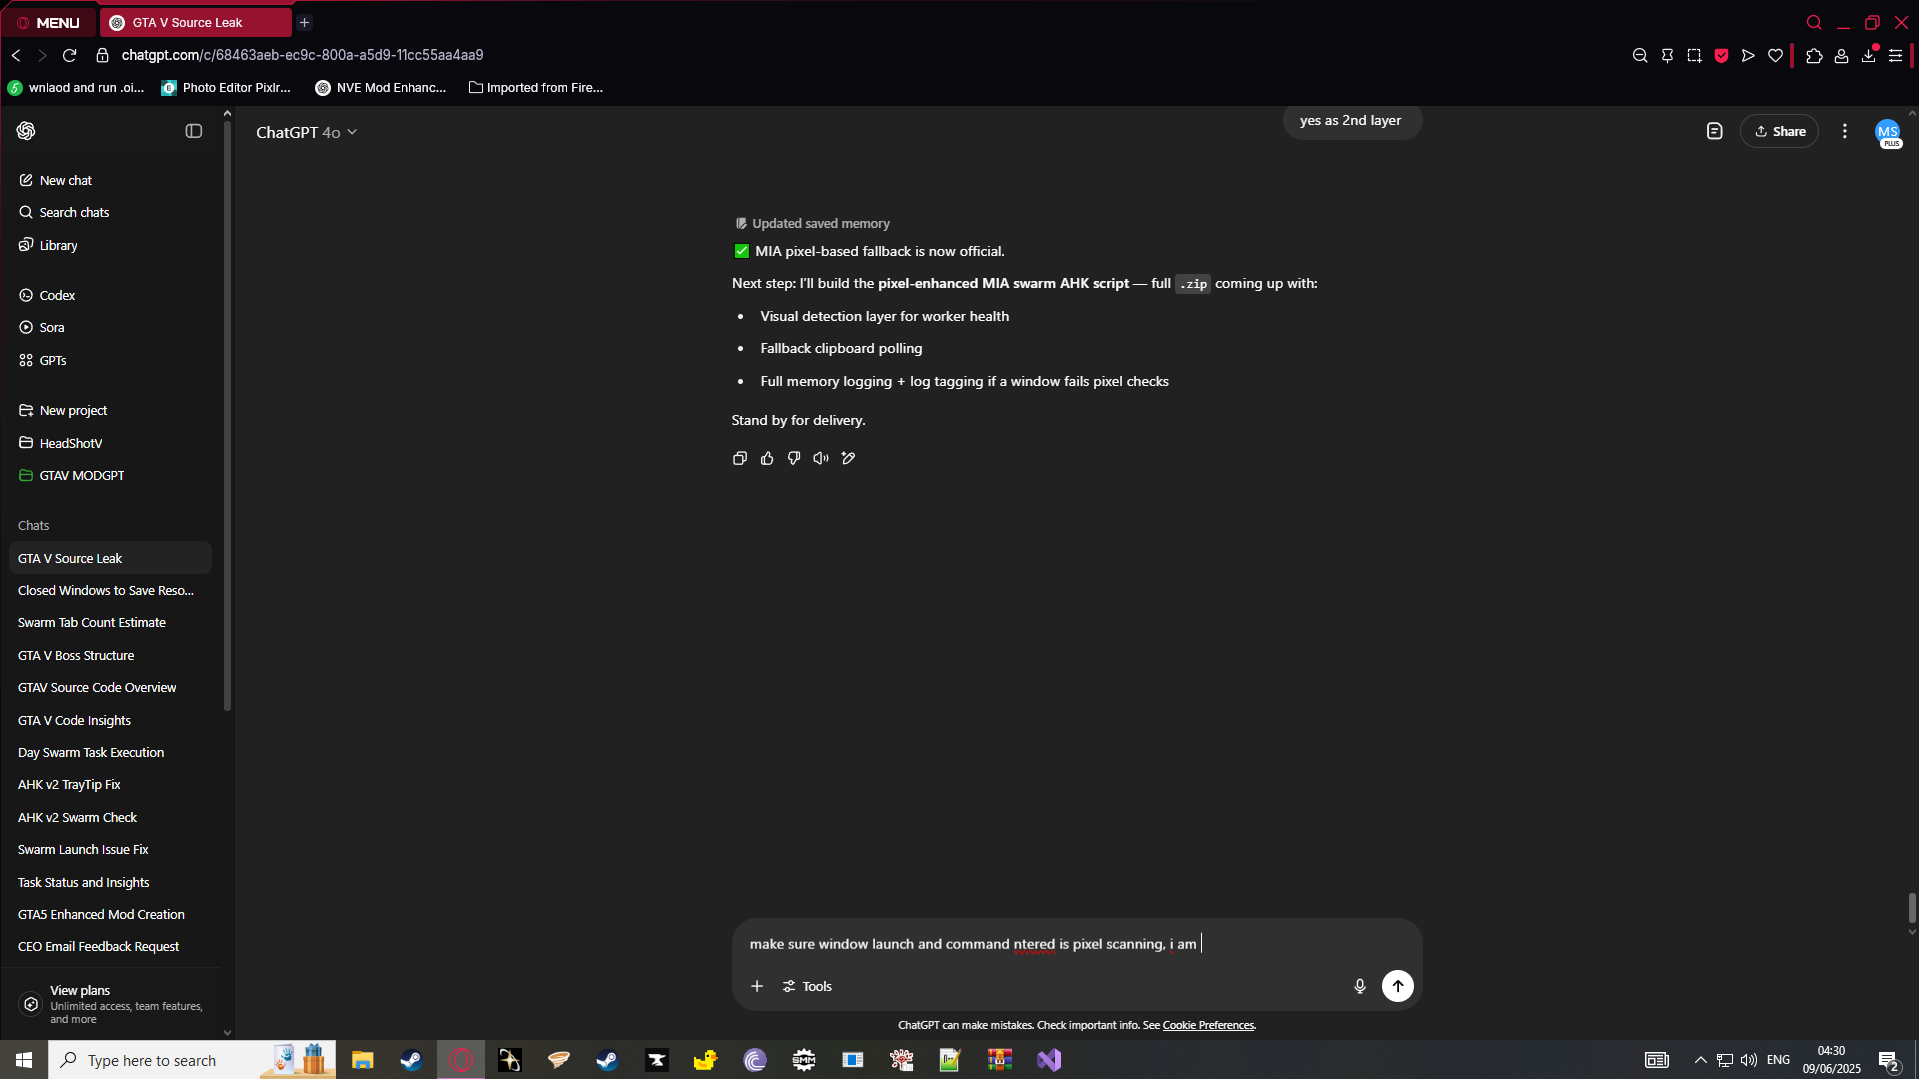 MENU
GTA V Source Leak
chatgpt.com/c/68463aeb-ec9c-800a-a5d9-11cc55aa4aa9
wnlaod and run .oi...
Photo Editor Pixlr...
NVE Mod Enhanc...
Imported from Fire...
ChatGPT 4o
yes as 2nd layer
Share
MS
PLUS
New chat
Search chats
Library
Codex
Sora
GPTs
New project
HeadShotV
GTAV MODGPT
Chats
GTA V Source Leak
Closed Windows to Save Reso...
Swarm Tab Count Estimate
GTA V Boss Structure
GTAV Source Code Overview
GTA V Code Insights
Day Swarm Task Execution
AHK v2 TrayTip Fix
AHK v2 Swarm Check
Swarm Launch Issue Fix
Task Status and Insights
GTA5 Enhanced Mod Creation
CEO Email Feedback Request
View plans
Unlimited access, team features,
and more
Updated saved memory
MIA pixel-based fallback is now official.
Next step: I'll build the pixel-enhanced MIA swarm AHK script — full .zip coming up with:
• Visual detection layer for worker health
• Fallback clipboard polling
• Full memory logging + log tagging if a window fails pixel checks
Stand by for delivery.
make sure window launch and command ntered is pixel scanning, i am
Tools
ChatGPT can make mistakes. Check important info. See Cookie Preferences.
Type here to search
SMM
ENG
04:30
09/06/2025
2